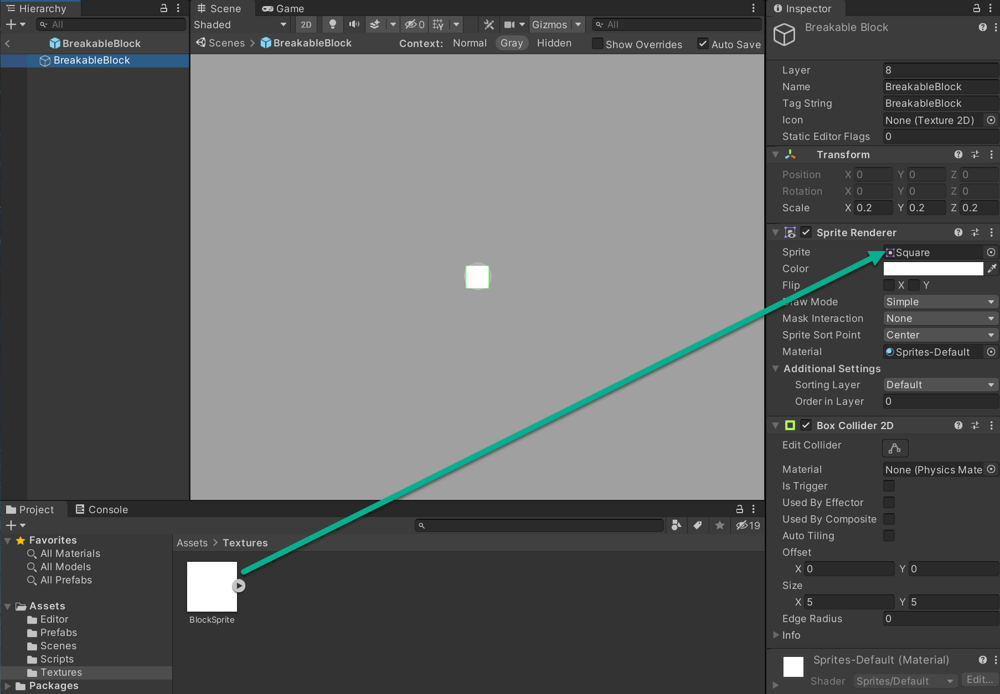 Hierarchy
All
BreakableBlock
BreakableBlock
Scene
Game
Shaded
2D
0
Gizmos
All
Scenes
BreakableBlock
Context:
Normal
Gray
Hidden
Show Overrides
Auto Save
Inspector
Breakable Block
Layer 8
Name BreakableBlock
Tag String BreakableBlock
Icon None (Texture 2D)
Static Editor Flags 0
Transform
Position X 0 Y 0 Z 0
Rotation X 0 Y 0 Z 0
Scale X 0.2 Y 0.2 Z 0.2
Sprite Renderer
Sprite Square
Color
Flip X Y
Draw Mode Simple
Mask Interaction None
Sprite Sort Point Center
Material Sprites-Default
Additional Settings
Sorting Layer Default
Order in Layer 0
Box Collider 2D
Edit Collider
Material None (Physics Mate
Is Trigger
Used By Effector
Used By Composite
Auto Tiling
Offset
X 0 Y 0
Size
X 5 Y 5
Edge Radius 0
Info
Sprites-Default (Material)
Shader Sprites/Default Edit...
Project
Console
19
Favorites
All Materials
All Models
All Prefabs
Assets
Editor
Prefabs
Scenes
Scripts
Textures
Packages
Assets > Textures
BlockSprite